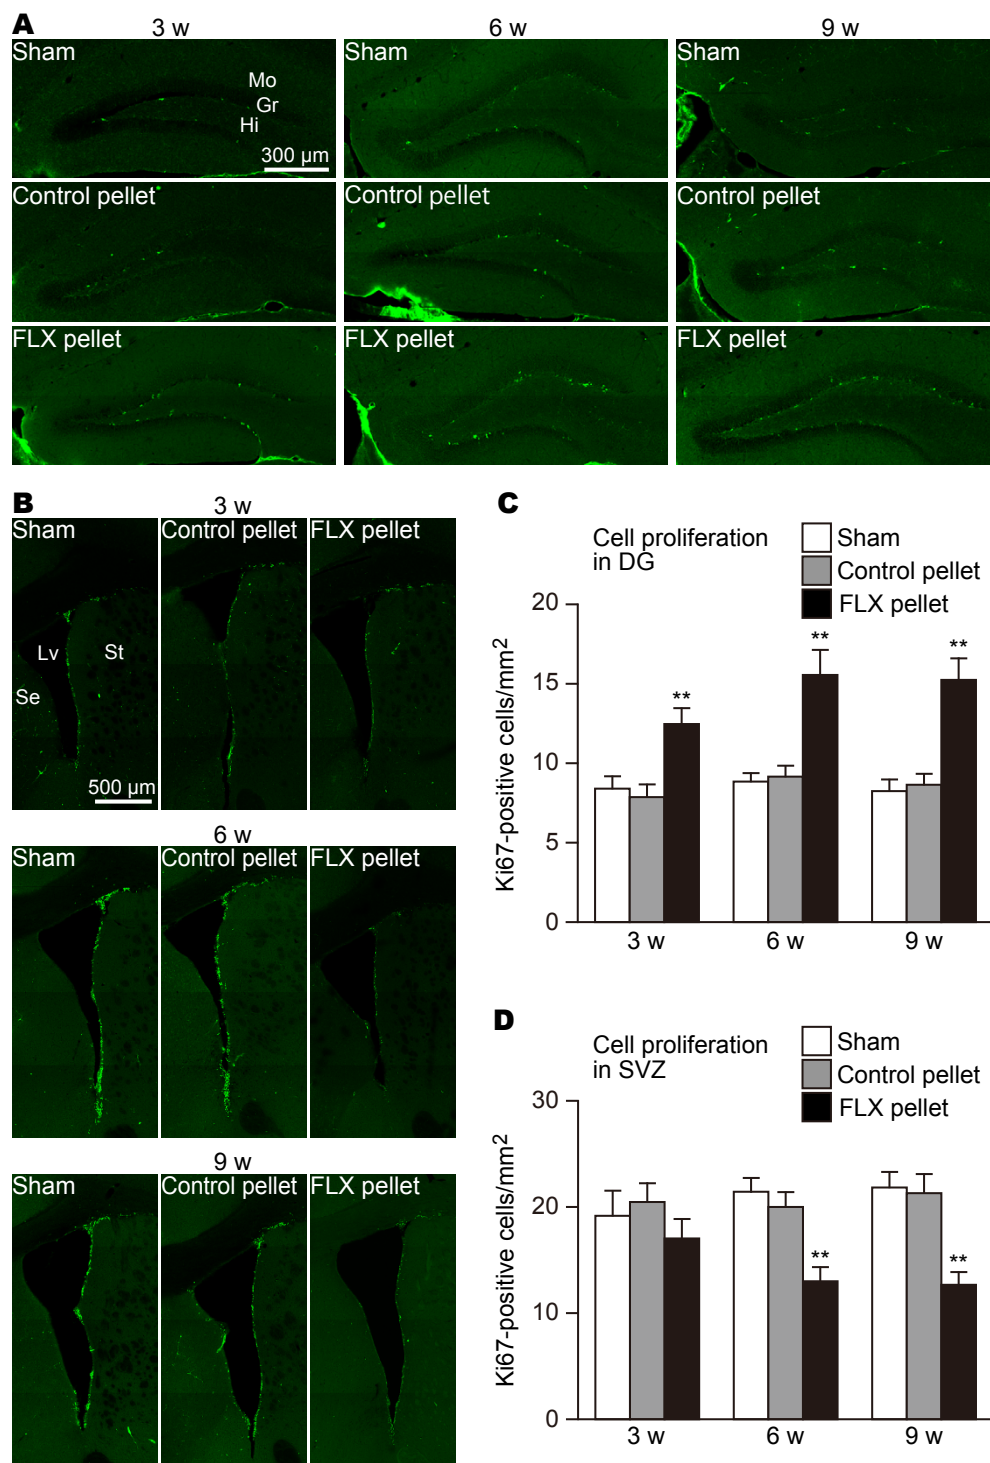 A
3 w
6 w
9 w
Sham
Sham
Sham
Mo
Gr
Hi
300 µm
Control pellet
Control pellet
Control pellet
FLX pellet
FLX pellet
FLX pellet
B
3 w
Sham
Control pellet
FLX pellet
Lv
St
Se
500 µm
6 w
Sham
Control pellet
FLX pellet
9 w
Sham
Control pellet
FLX pellet
C
Cell proliferation
in DG
Sham
Control pellet
FLX pellet
Ki67-positive cells/mm2
20
15
10
5
0
**
**
**
3 w
6 w
9 w
D
Cell proliferation
in SVZ
Sham
Control pellet
FLX pellet
Ki67-positive cells/mm2
30
20
10
0
**
**
3 w
6 w
9 w